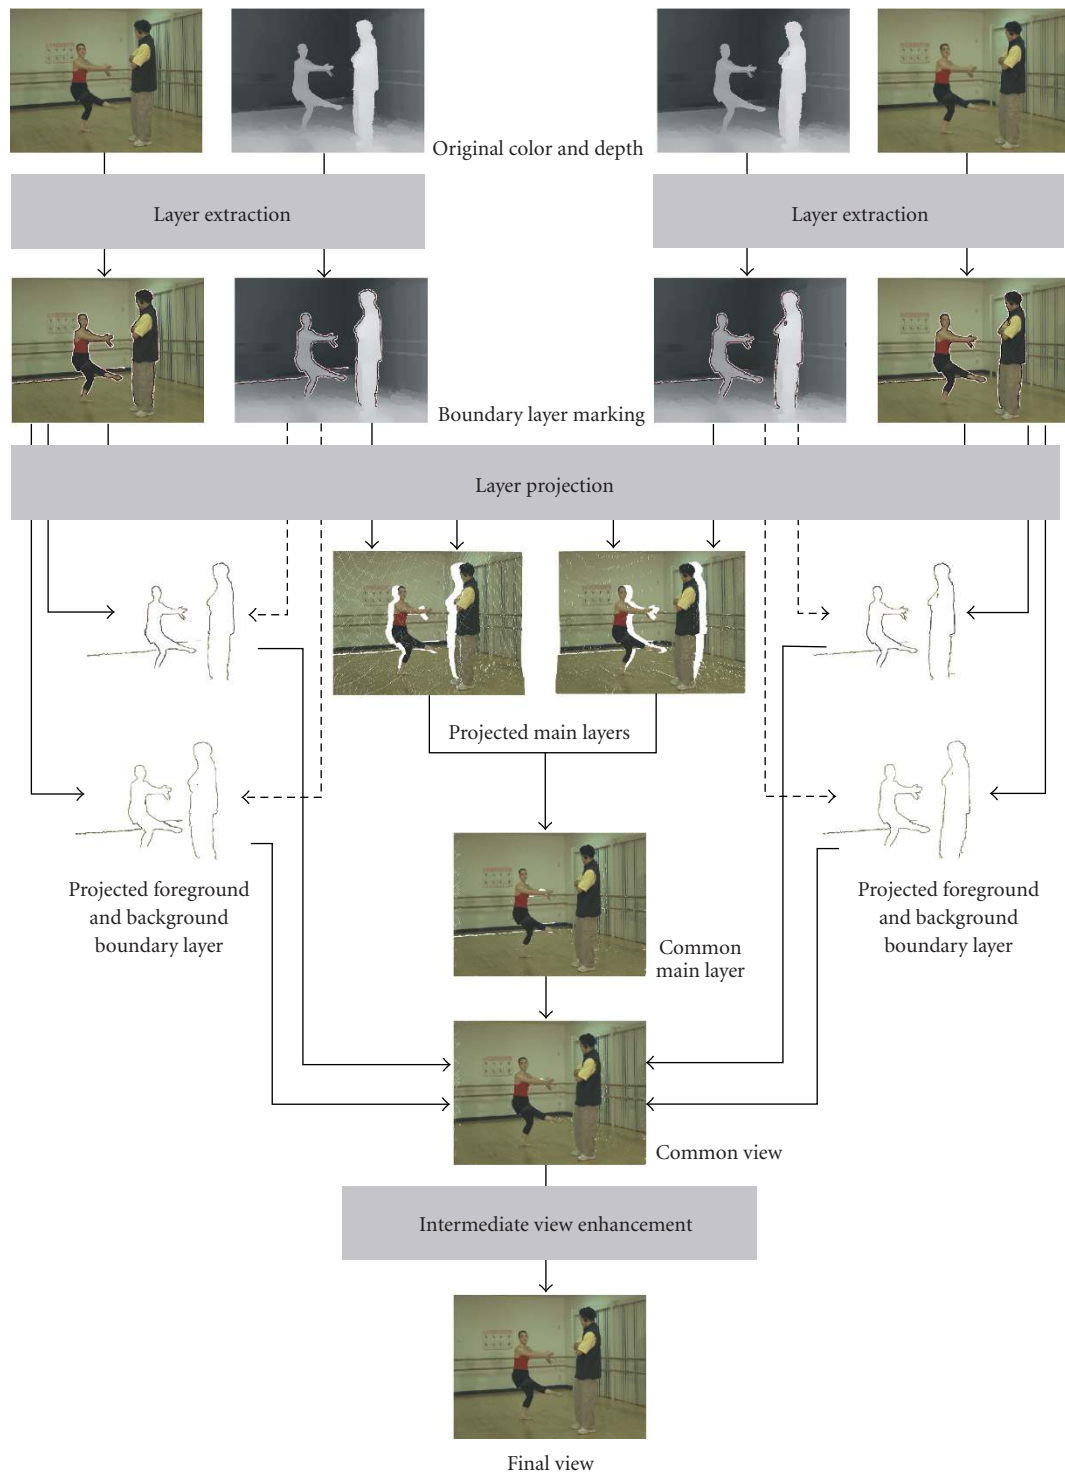 Original color and depth
Layer extraction
Layer extraction
Boundary layer marking
Layer projection
Projected main layers
Projected foreground
and background
boundary layer
Projected foreground
and background
boundary layer
Common
main layer
Common view
Intermediate view enhancement
Final view